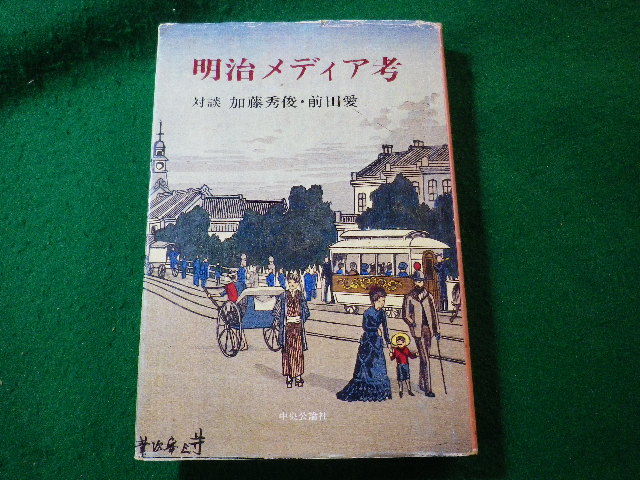 明治メディア考
対談 加藤秀俊・前田愛
中央公論社